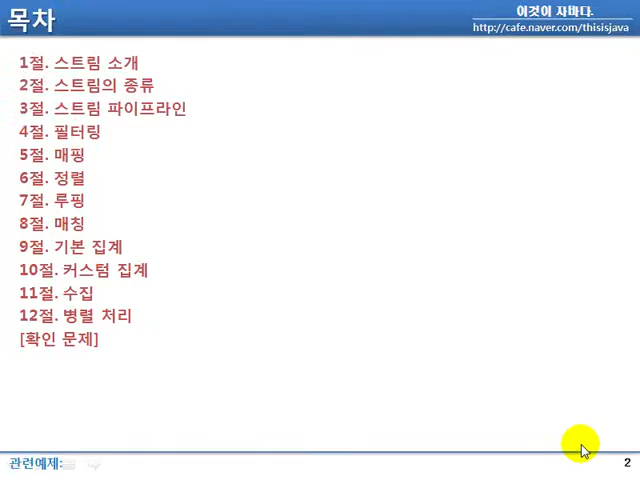 목차
이것이 자바다.
http://cafe.naver.com/thisisjava
1절. 스트림 소개
2절. 스트림의 종류
3절. 스트림 파이프라인
4절. 필터링
5절. 매핑
6절. 정렬
7절. 루핑
8절. 매칭
9절. 기본 집계
10절. 커스텀 집계
11절. 수집
12절. 병렬 처리
[확인 문제]
관련예제:
2